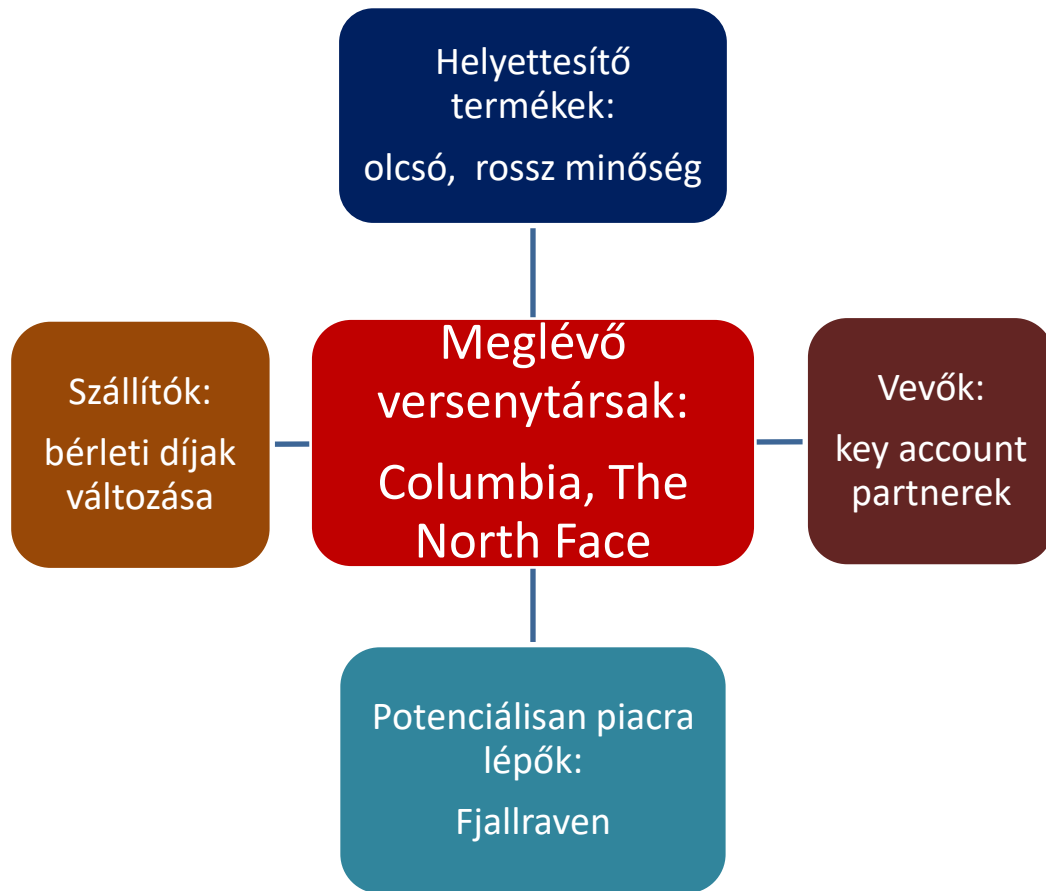 Helyettesítő
termékek:
olcsó,  rossz minőség
Szállítók:
bérleti díjak
változása
Meglévő
versenytársak:
Columbia, The
North Face
Vevők:
key account
partnerek
Potenciálisan piacra
lépők:
Fjallraven